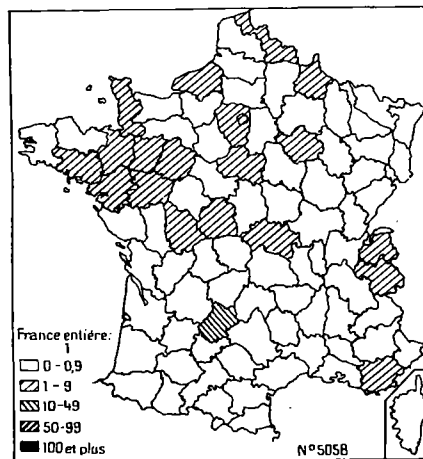 France entière:
1
0 - 0,9
1 - 9
10-49
50-99
100 et plus
N°5058